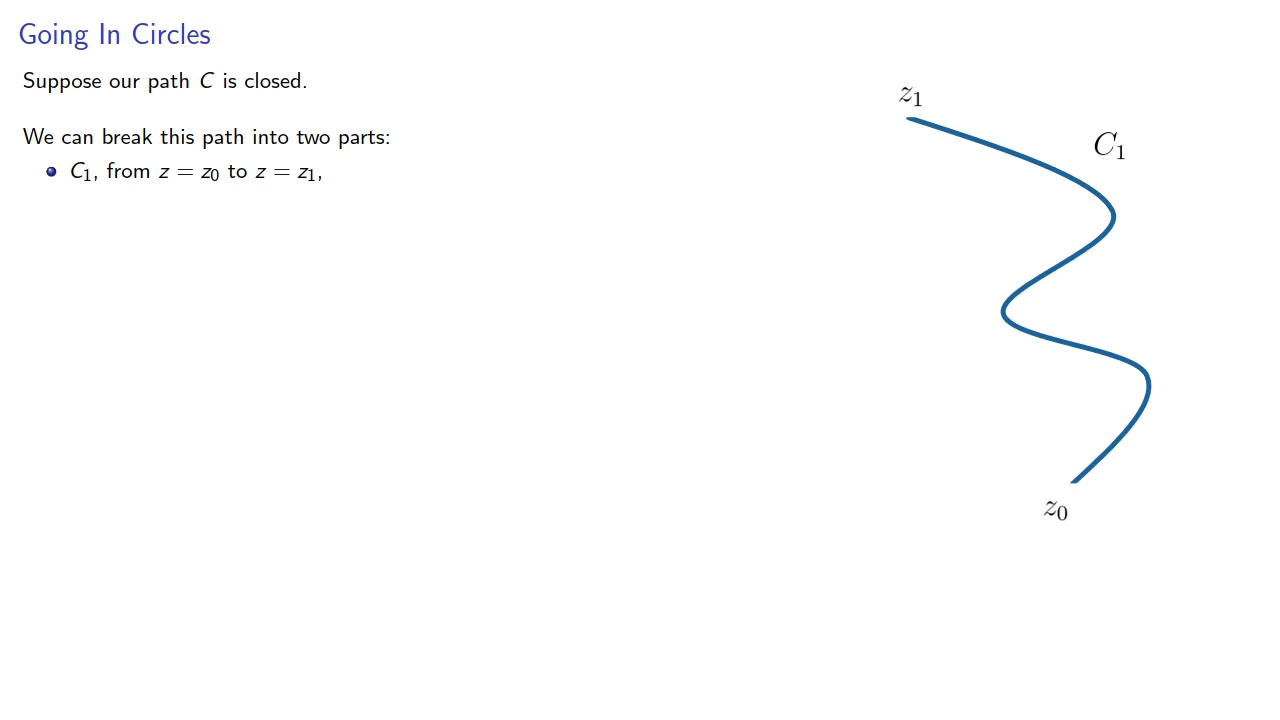 Going In Circles
Suppose our path C is closed.
We can break this path into two parts:
C₁, from z = z₀ to z = z₁,
z₁
C₁
z₀